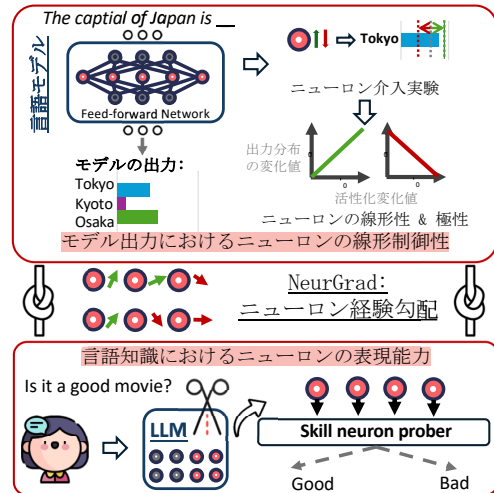 The captial of Japan is __
言語モデル
Feed-forward Network
Tokyo
ニューロン介入実験
モデルの出力:
Tokyo
Kyoto
Osaka
出力分布
の変化値
0
0
活性化変化値
ニューロンの線形性 & 極性
モデル出力におけるニューロンの線形制御性
NeurGrad:
ニューロン経験勾配
言語知識におけるニューロンの表現能力
Is it a good movie?
LLM
Skill neuron prober
Good
Bad